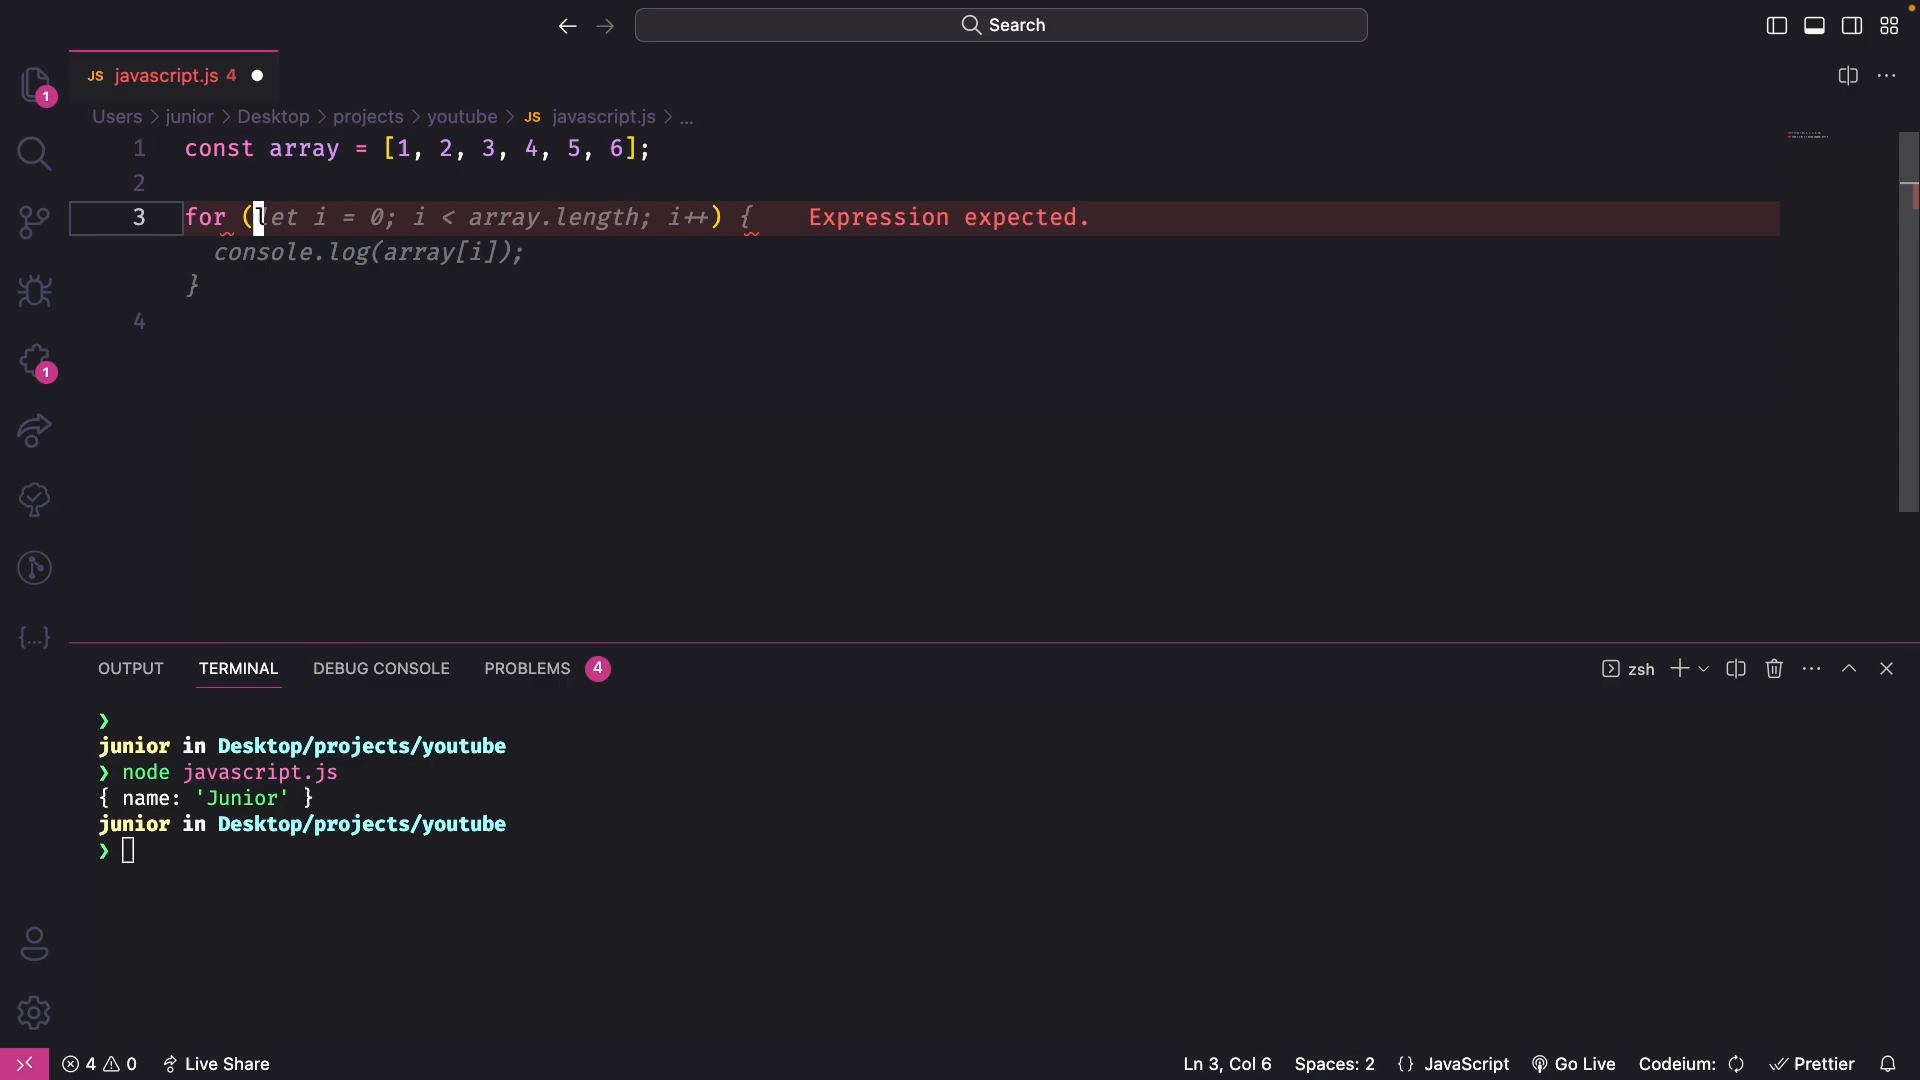 Search
JS javascript.js 4
1
Users > junior > Desktop > projects > youtube > JS javascript.js > ...
1 const array = [1, 2, 3, 4, 5, 6];
2
3 for (let i = 0; i < array.length; i++) { Expression expected.
console.log(array[i]);
}
4
1
{...}
OUTPUT TERMINAL DEBUG CONSOLE PROBLEMS 4 zsh
❯
junior in Desktop/projects/youtube
❯ node javascript.js
{ name: 'Junior' }
junior in Desktop/projects/youtube
❯
4 0 Live Share Ln 3, Col 6 Spaces: 2 {} JavaScript Go Live Codeium: Prettier